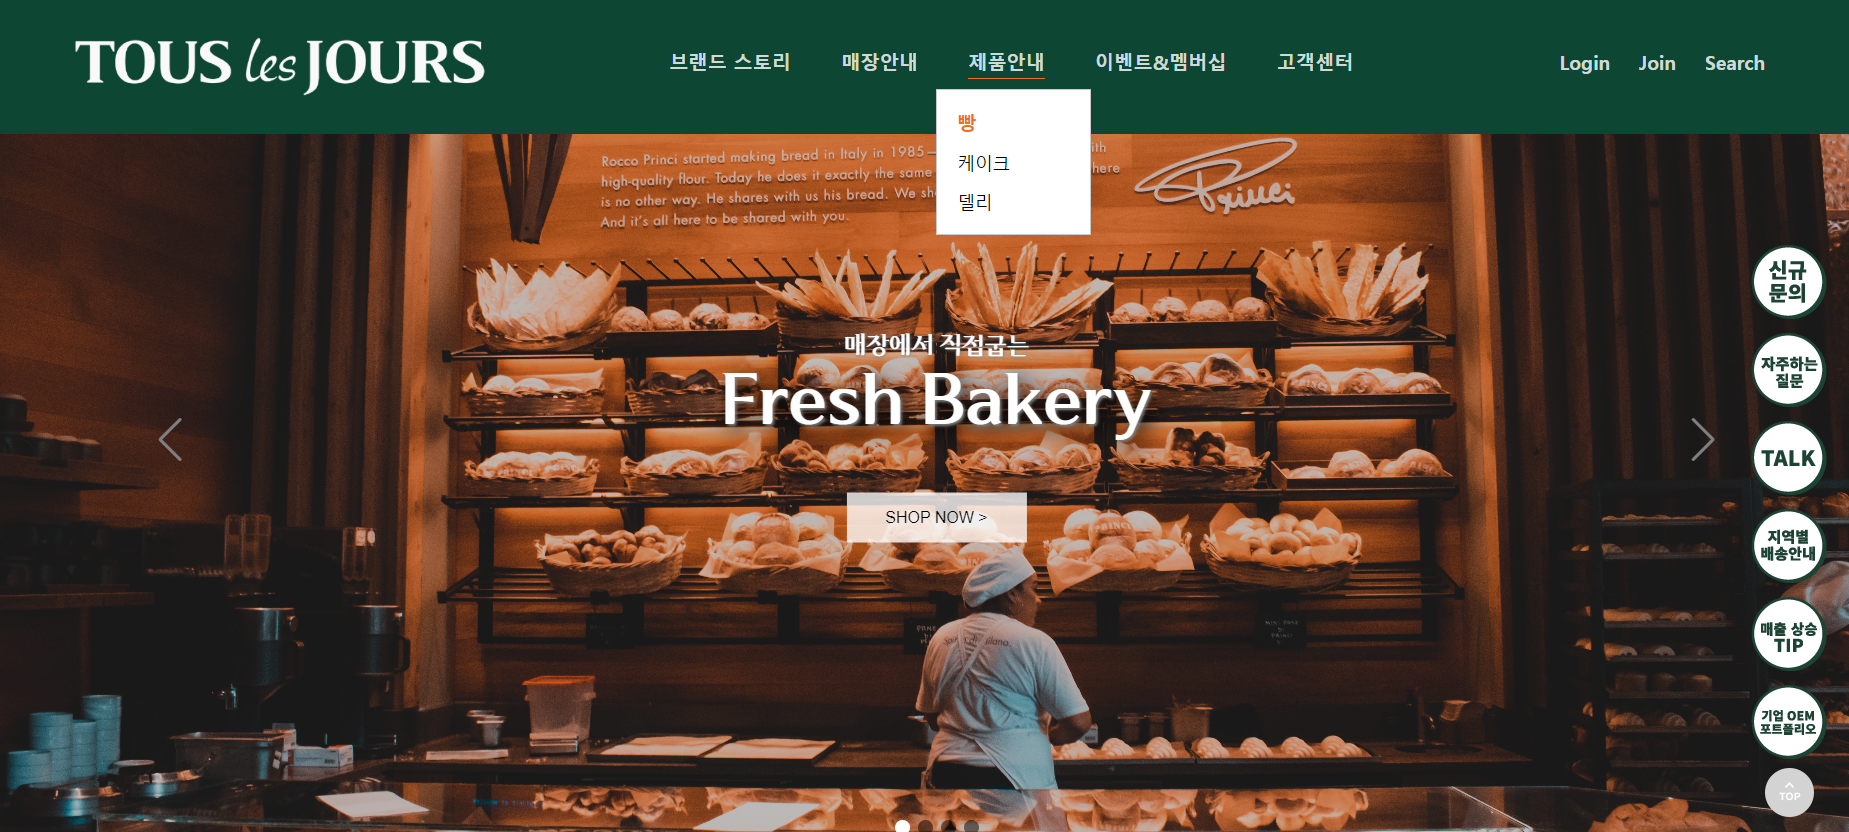 TOUS les JOURS
브랜드 스토리
매장안내
제품안내
이벤트&멤버십
고객센터
Login
Join
Search
빵
케이크
델리
Rocco Princi started making bread in Italy in 1985—
high-quality flour. Today he does it exactly the same
here
is no other way. He shares with us his bread. We
And it's all here to be shared with you.
Princi
매장에서 직접굽는
Fresh Bakery
SHOP NOW >
신규
문의
자주하는
질문
TALK
지역별
배송안내
매출 상승
TIP
기업 OEM
포트폴리오
TOP